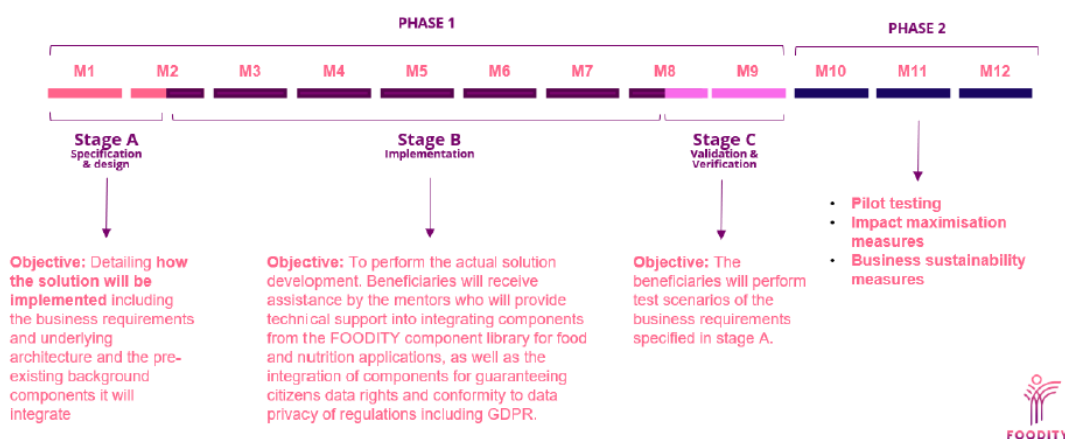 PHASE 1
PHASE 2
M1 M2 M3 M4 M5 M6 M7 M8 M9 M10 M11 M12
Stage A
Specification
& design
Stage B
Implementation
Stage C
Validation &
Verification
Objective: Detailing how
the solution will be
implemented including
the business requirements
and underlying
architecture and the pre-
existing background
components it will
integrate
Objective: To perform the actual solution
development. Beneficiaries will receive
assistance by the mentors who will provide
technical support into integrating components
from the FOODITY component library for food
and nutrition applications, as well as the
integration of components for guaranteeing
citizens data rights and conformity to data
privacy of regulations including GDPR.
Objective: The
beneficiaries will perform
test scenarios of the
business requirements
specified in stage A.
• Pilot testing
• Impact maximisation
measures
• Business sustainability
measures
FOODITY